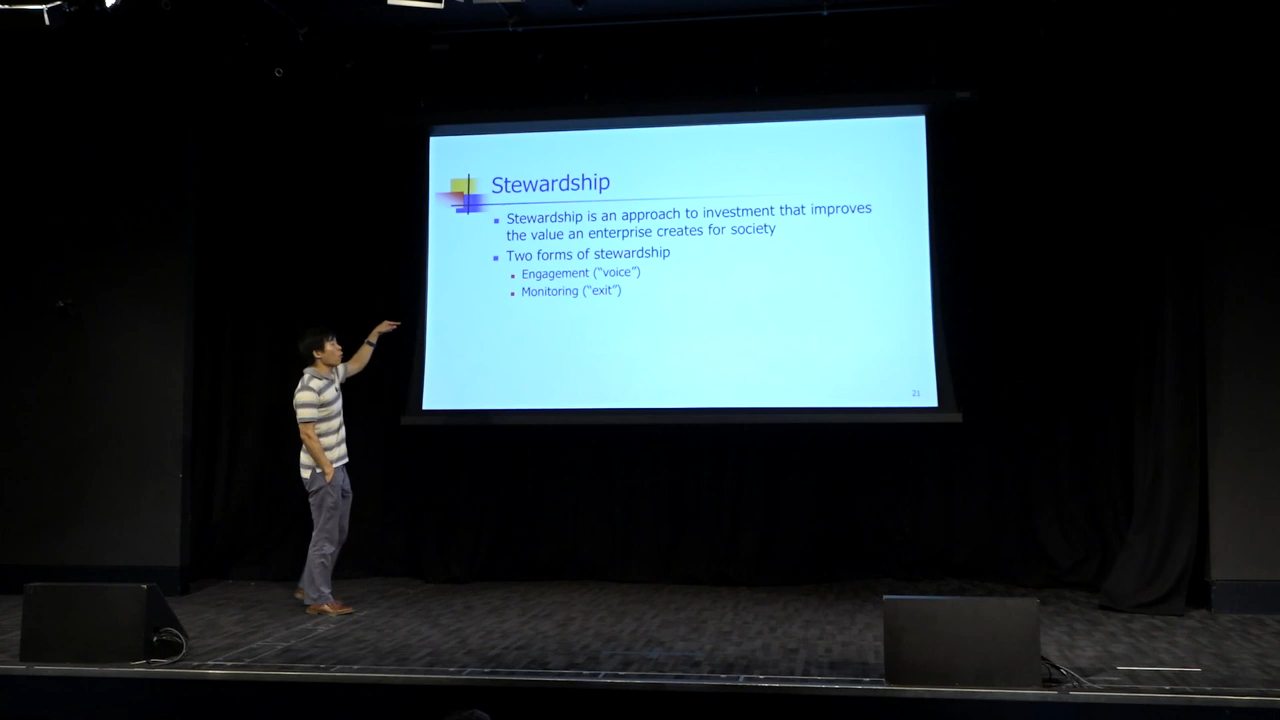 Stewardship
Stewardship is an approach to investment that improves
the value an enterprise creates for society
Two forms of stewardship
Engagement (“voice”)
Monitoring (“exit”)
21